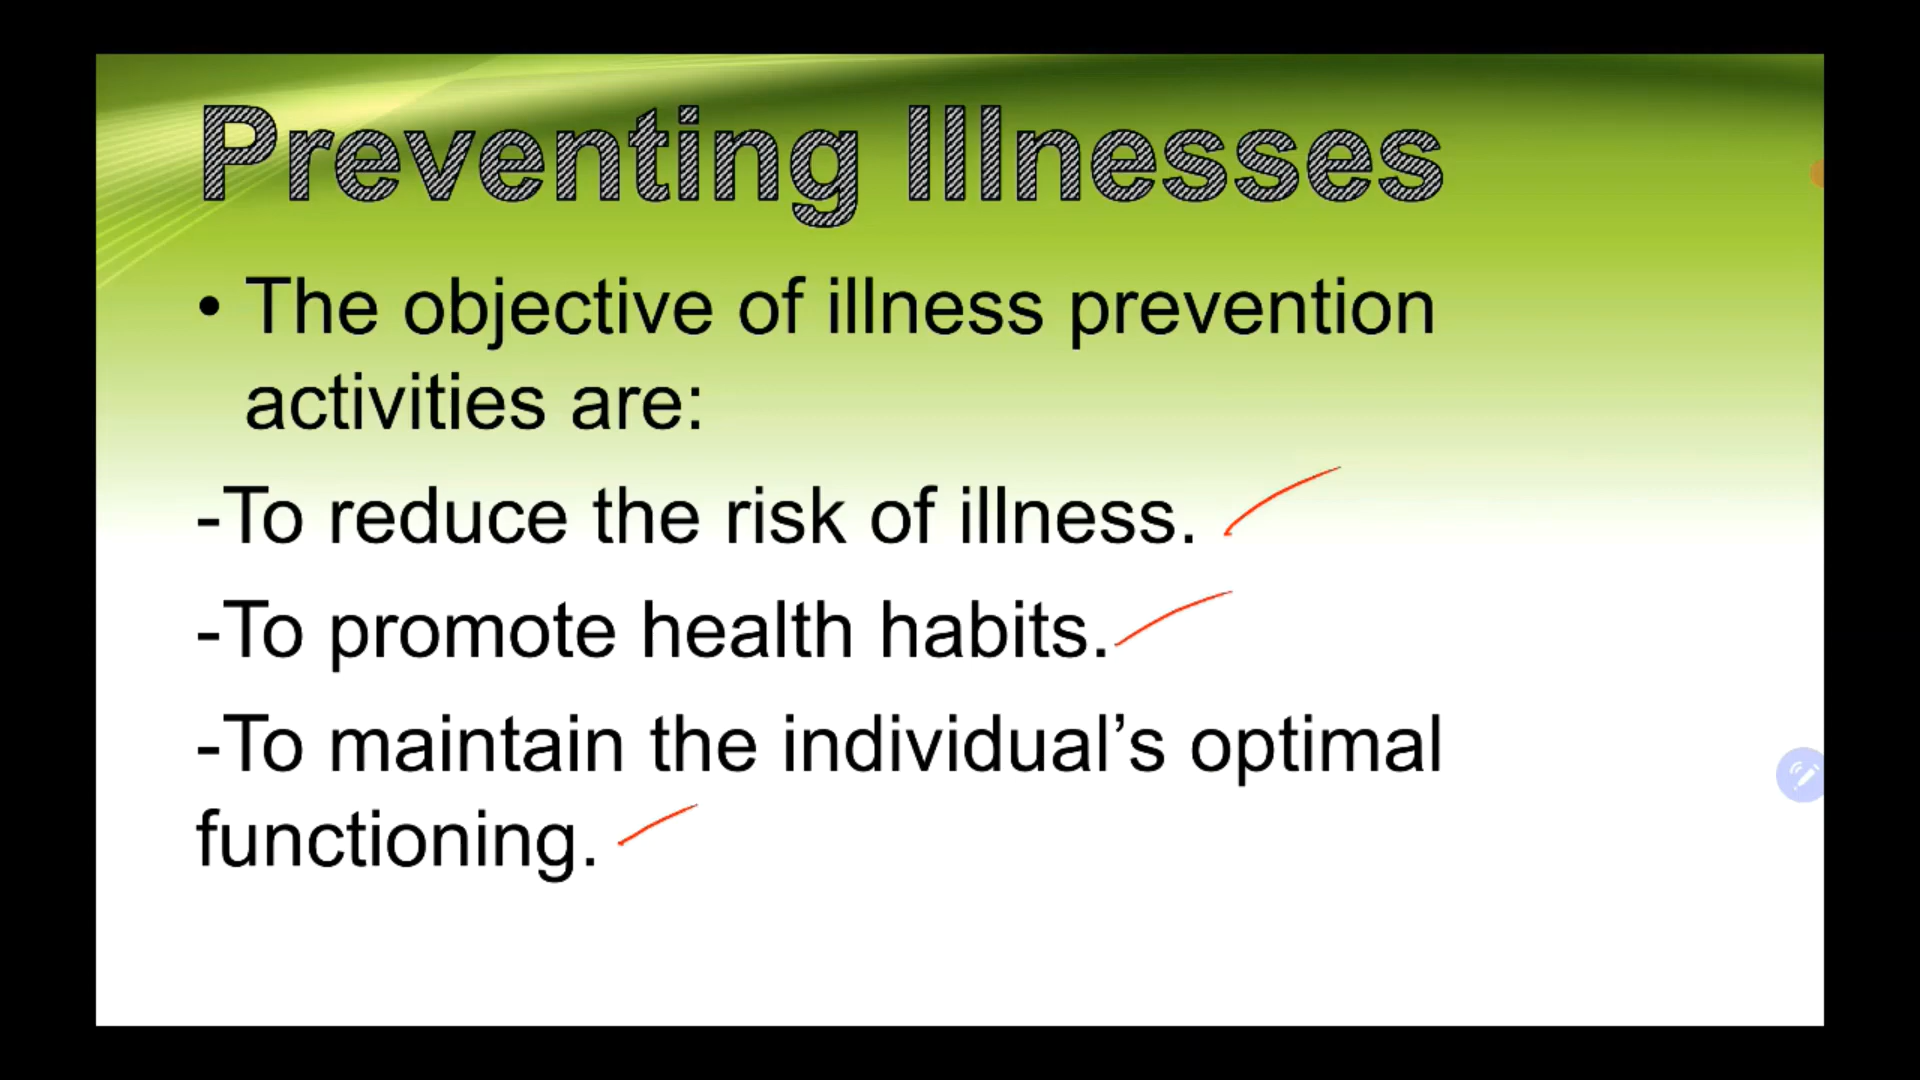 Preventing Illnesses
• The objective of illness prevention
activities are:
-To reduce the risk of illness.
-To promote health habits.
-To maintain the individual’s optimal
functioning.